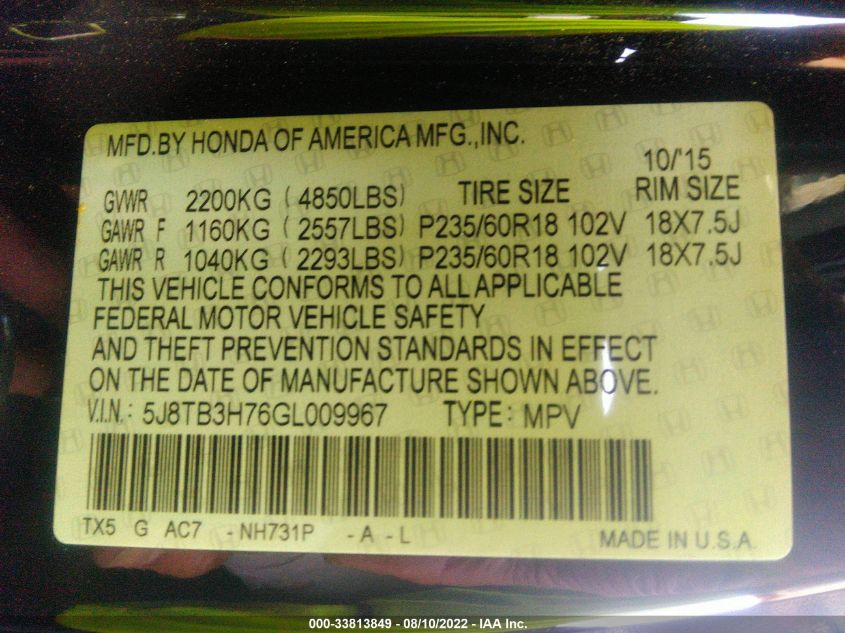 MFD.BY HONDA OF AMERICA MFG.,INC.
10/'15
GVWR 2200KG ( 4850LBS) TIRE SIZE RIM SIZE
GAWR F 1160KG ( 2557LBS) P235/60R18 102V 18X7.5J
GAWR R 1040KG ( 2293LBS) P235/60R18 102V 18X7.5J
THIS VEHICLE CONFORMS TO ALL APPLICABLE
FEDERAL MOTOR VEHICLE SAFETY
AND THEFT PREVENTION STANDARDS IN EFFECT
ON THE DATE OF MANUFACTURE SHOWN ABOVE.
V.I.N.: 5J8TB3H76GL009967 TYPE: MPV
TX5 G AC7 -NH731P -A -L MADE IN U.S.A.
000-33813849 - 08/10/2022 - IAA Inc.